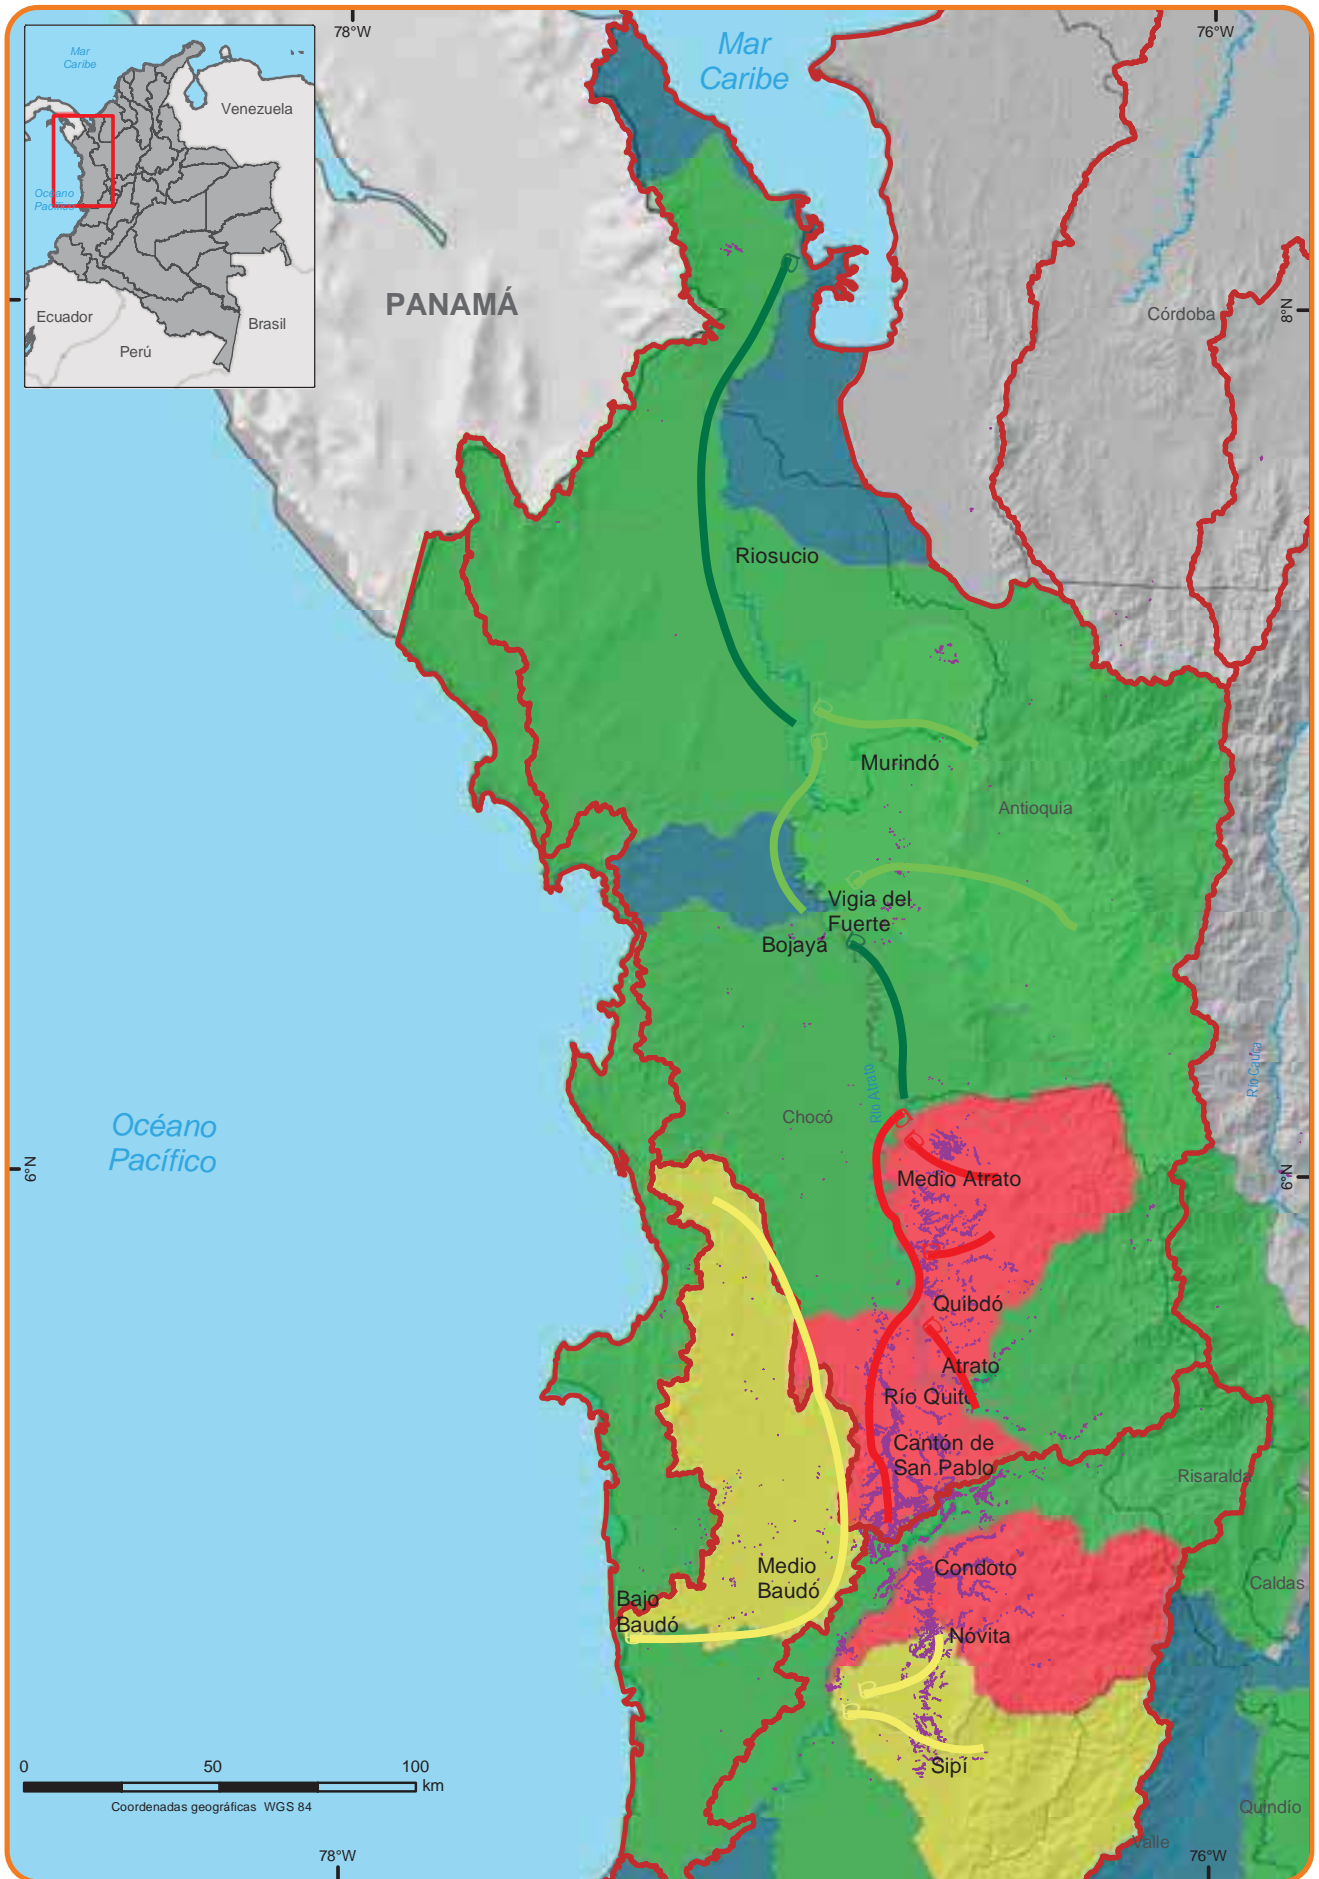 78°W
76°W
Mar
Caribe
Venezuela
Océano
Pacífico
Ecuador
Perú
Brasil
Mar
Caribe
PANAMÁ
Córdoba
8°N
Riosucio
Murindó
Antioquia
Vigia del
Fuerte
Bojayá
Río Atrato
Río Cauca
Chocó
Océano
Pacífico
6°N
6°N
Medio Atrato
Quibdó
Atrato
Río Quito
Cantón de
San Pablo
Risaralda
Condoto
Caldas
Medio
Baudó
Bajo
Baudó
Nóvita
Sipí
Quindío
Valle
0 50 100
km
Coordenadas geográficas WGS 84
78°W
76°W